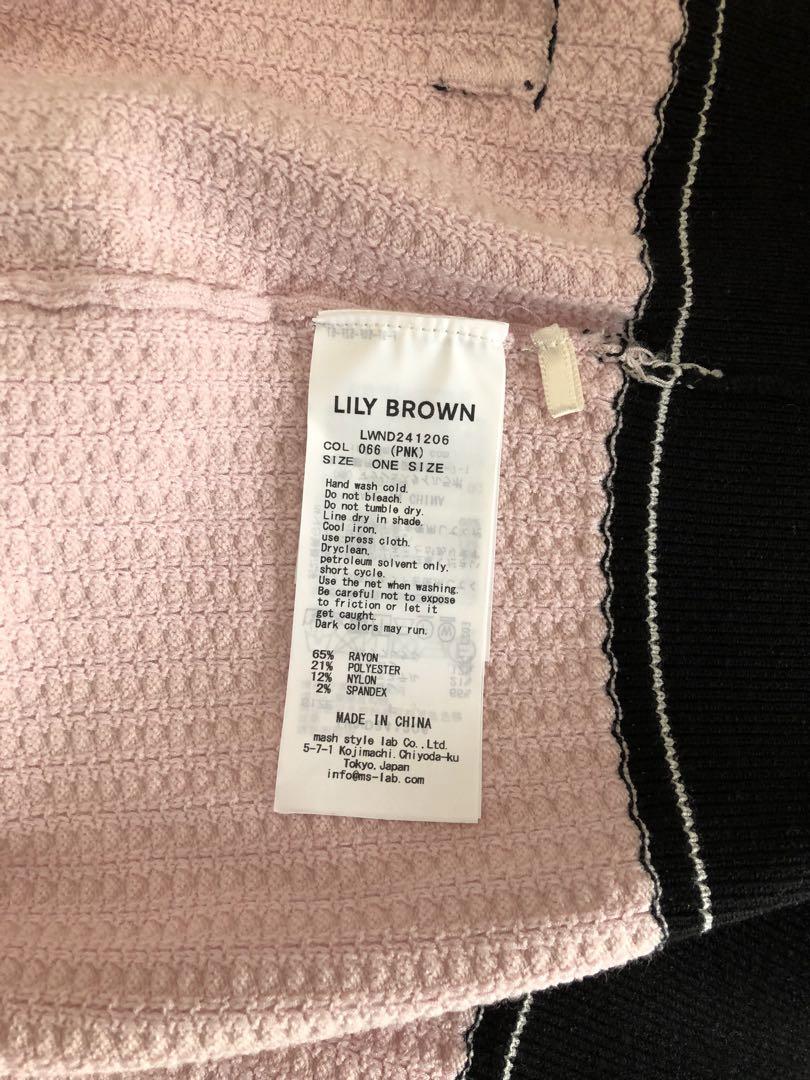 LILY BROWN
LWND241206
COL 066 (PNK)
SIZE ONE SIZE
Hand wash cold.
Do not bleach.
Do not tumble dry.
Line dry in shade.
Cool iron.
use press cloth.
Dryclean.
petroleum solvent only.
short cycle.
Use the net when washing.
Be careful not to expose
to friction or let it
get caught.
Dark colors may run.
65% RAYON
21% POLYESTER
12% NYLON
2% SPANDEX
MADE IN CHINA
mash style lab Co.,Ltd.
5-7-1 Kojimachi.Chiyoda-ku
Tokyo.Japan
info@ms-lab.com